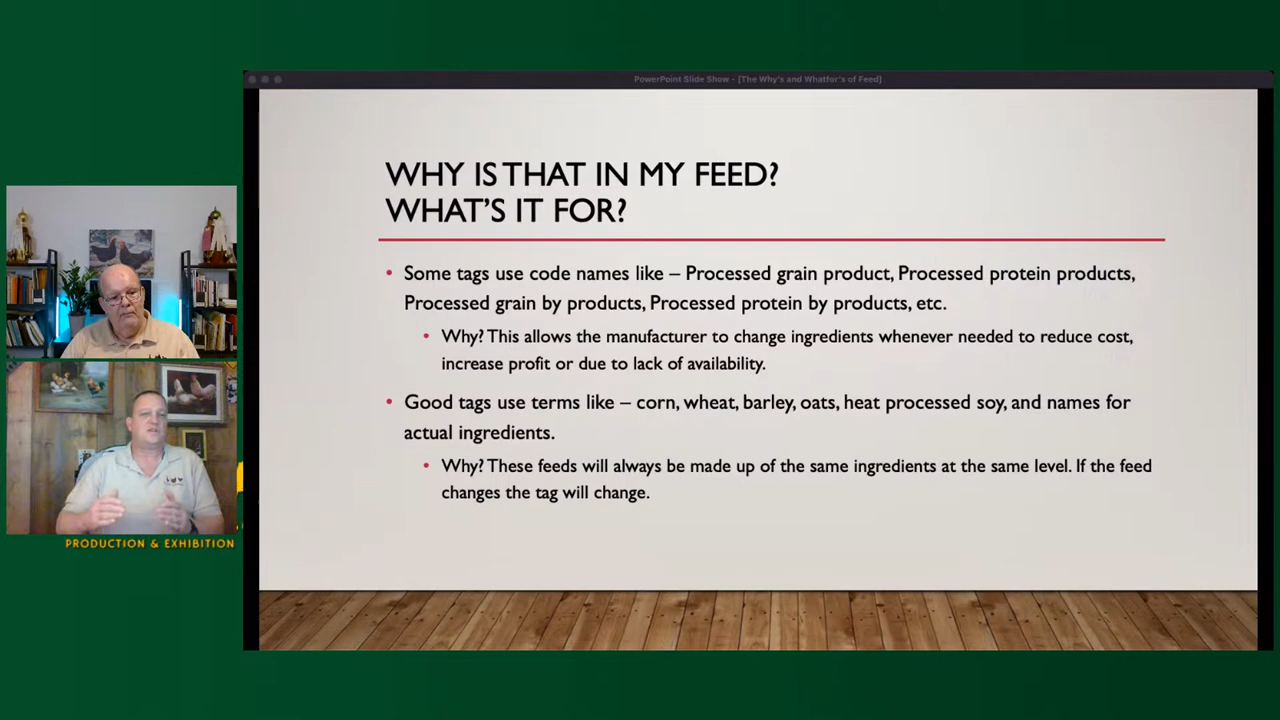 PowerPoint Slide Show - [The Why's and Whatfor's of Feed]
WHY IS THAT IN MY FEED?
WHAT'S IT FOR?
• Some tags use code names like – Processed grain product, Processed protein products,
Processed grain by products, Processed protein by products, etc.
• Why? This allows the manufacturer to change ingredients whenever needed to reduce cost,
increase profit or due to lack of availability.
• Good tags use terms like – corn, wheat, barley, oats, heat processed soy, and names for
actual ingredients.
• Why? These feeds will always be made up of the same ingredients at the same level. If the feed
changes the tag will change.
PRODUCTION & EXHIBITION